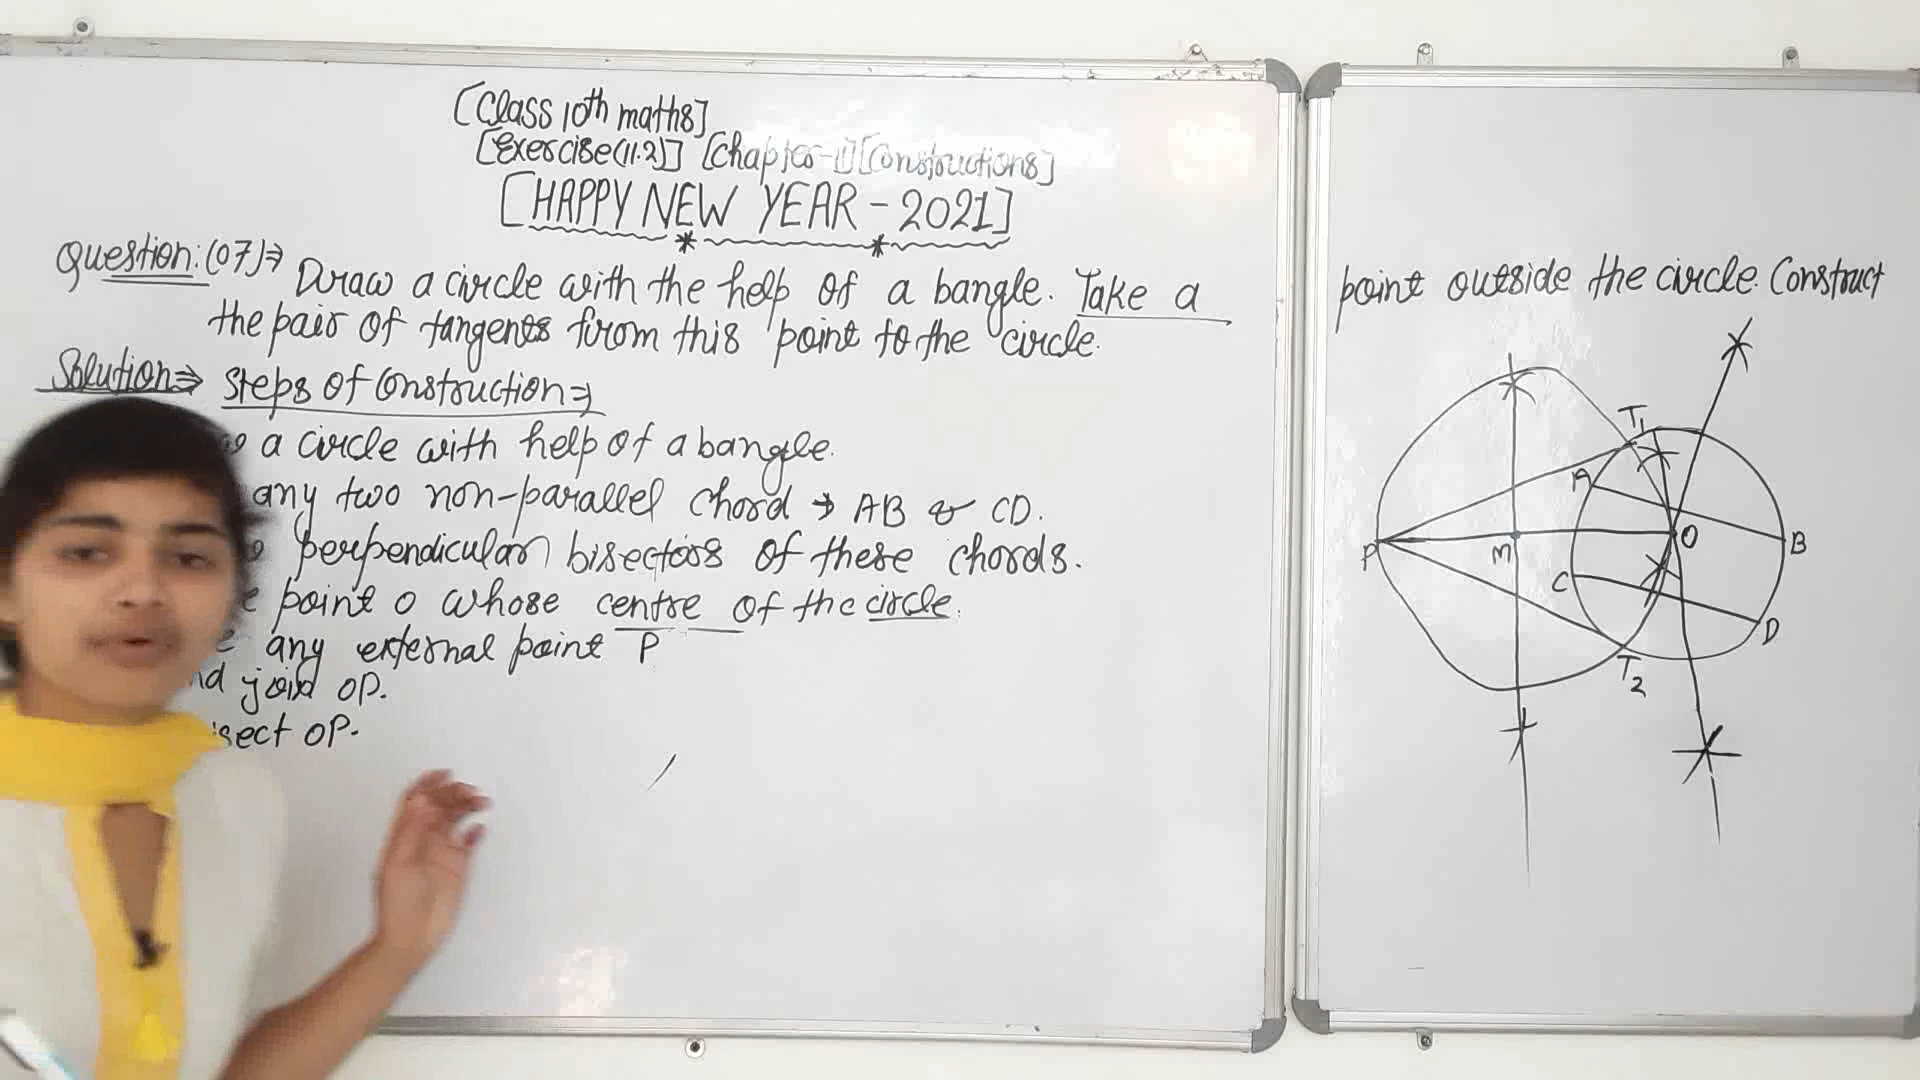 [Class 10th maths]
[Exercise(11.2)] [Chapter-11] [Constructions]
[HAPPY NEW YEAR - 2021]
Question:(07)⇒ Draw a circle with the help of a bangle. Take a point outside the circle. Construct
the pair of tangents from this point to the circle.
Solution⇒ Steps of Construction⇒
a circle with help of a bangle.
any two non-parallel chord → AB & CD.
perpendicular bisectors of these chords.
point O whose centre of the circle.
any external point P
join OP.
OP.
T1
A
P
M
O
B
C
D
T2